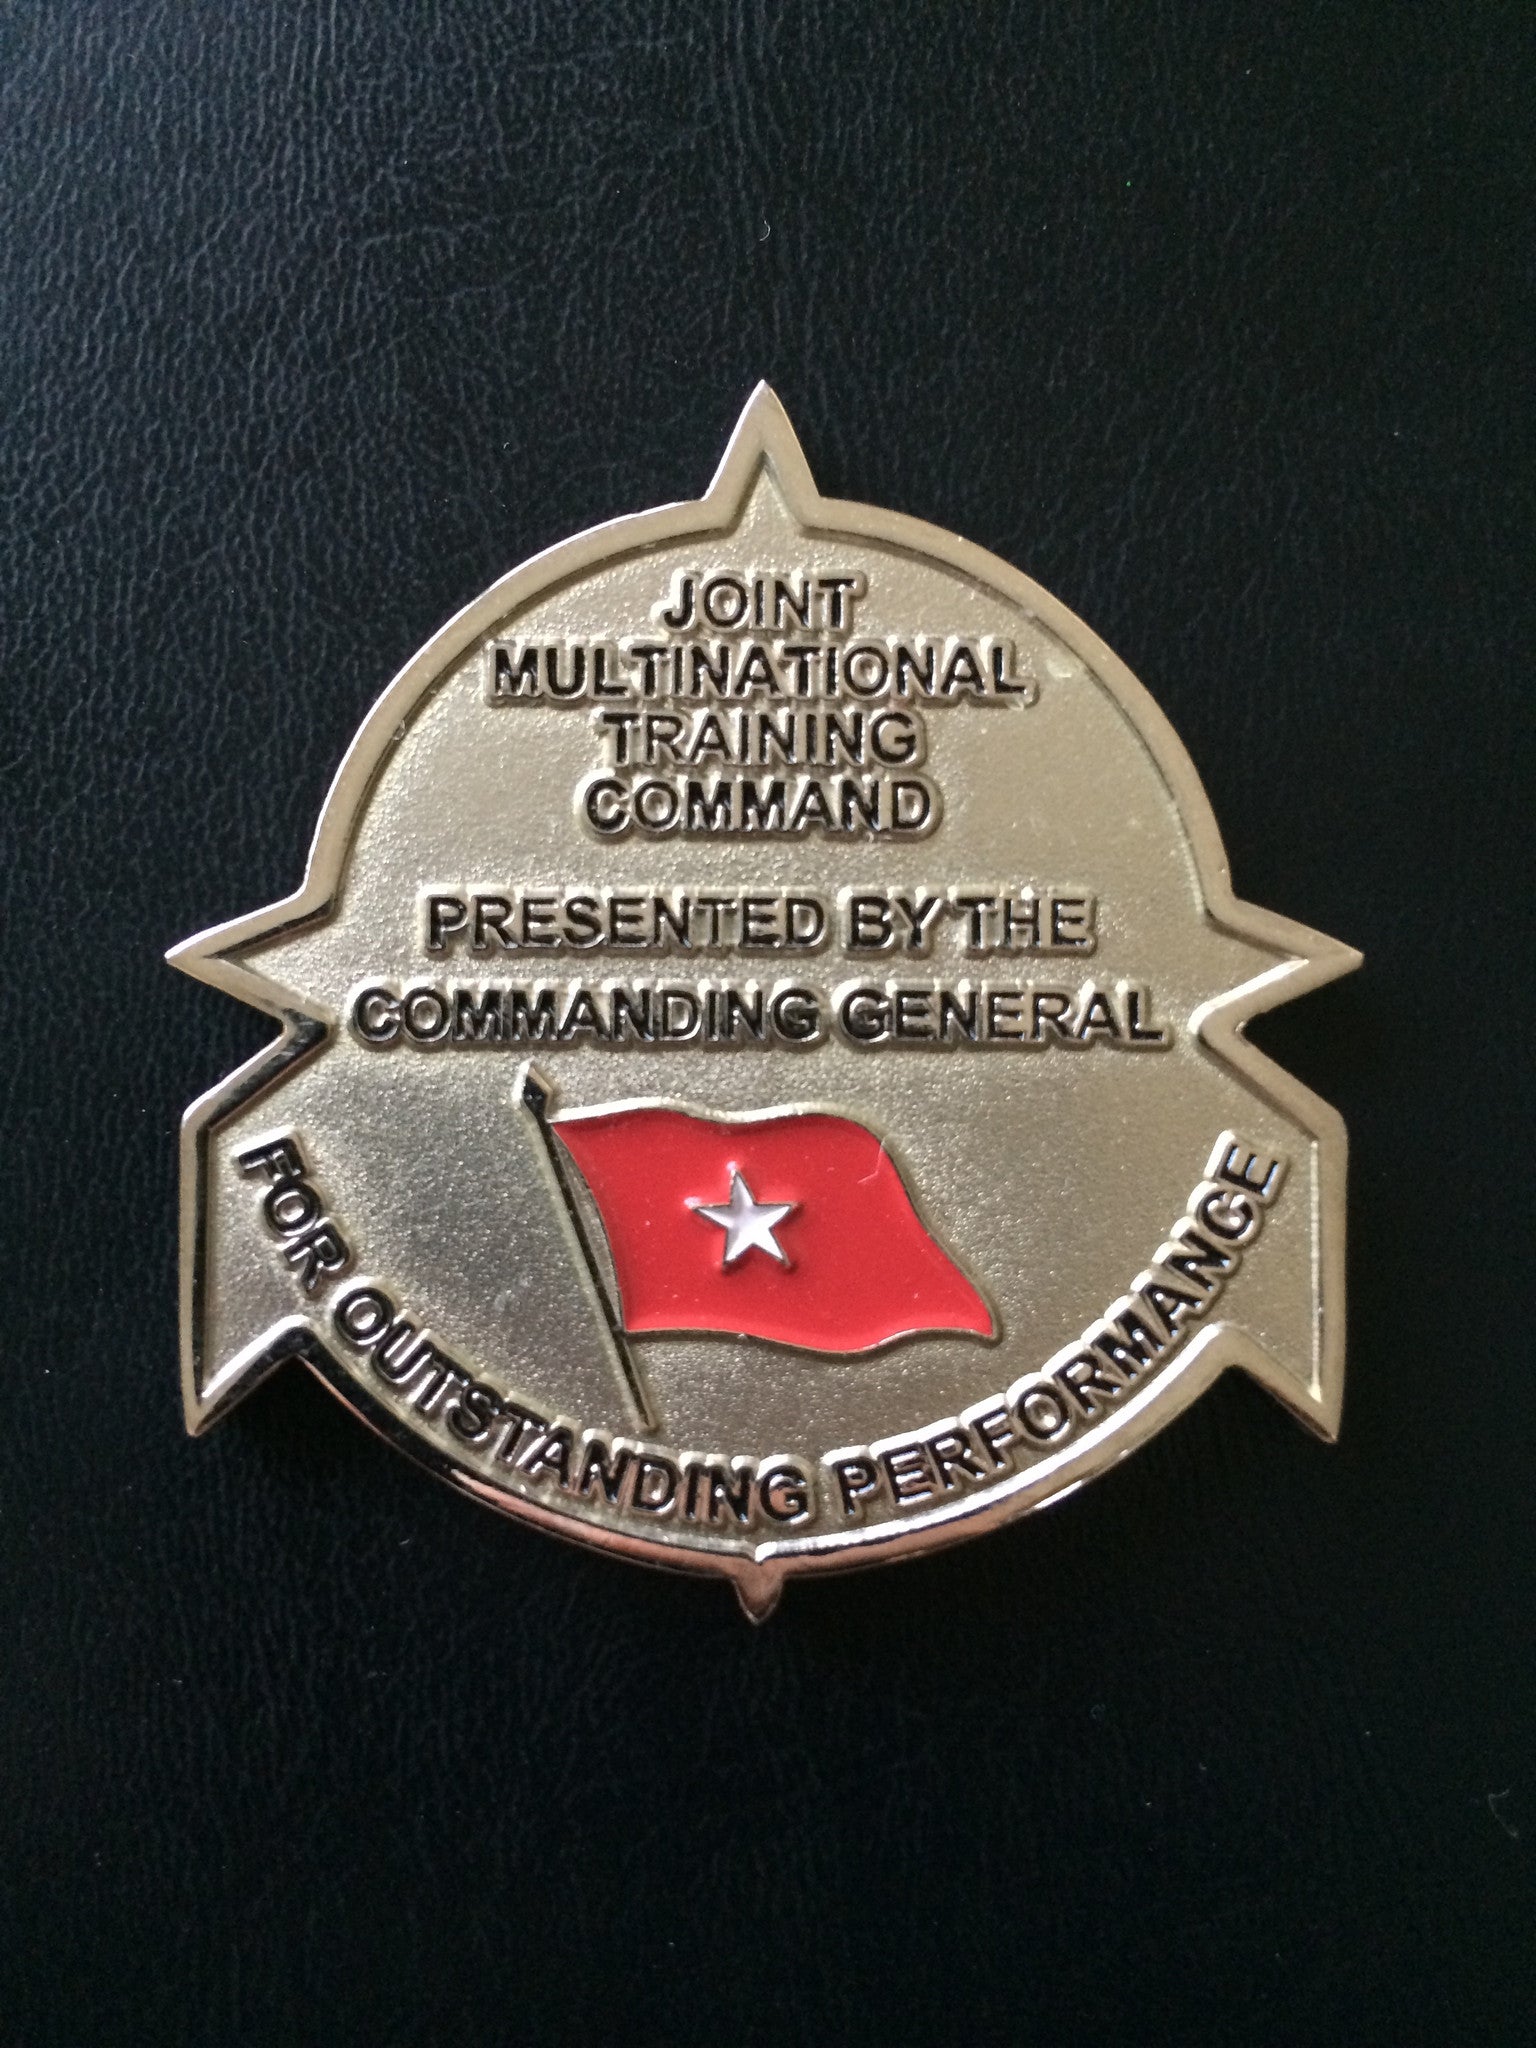 JOINT
MULTINATIONAL
TRAINING
COMMAND
PRESENTED BY THE
COMMANDING GENERAL
FOR OUTSTANDING PERFORMANCE